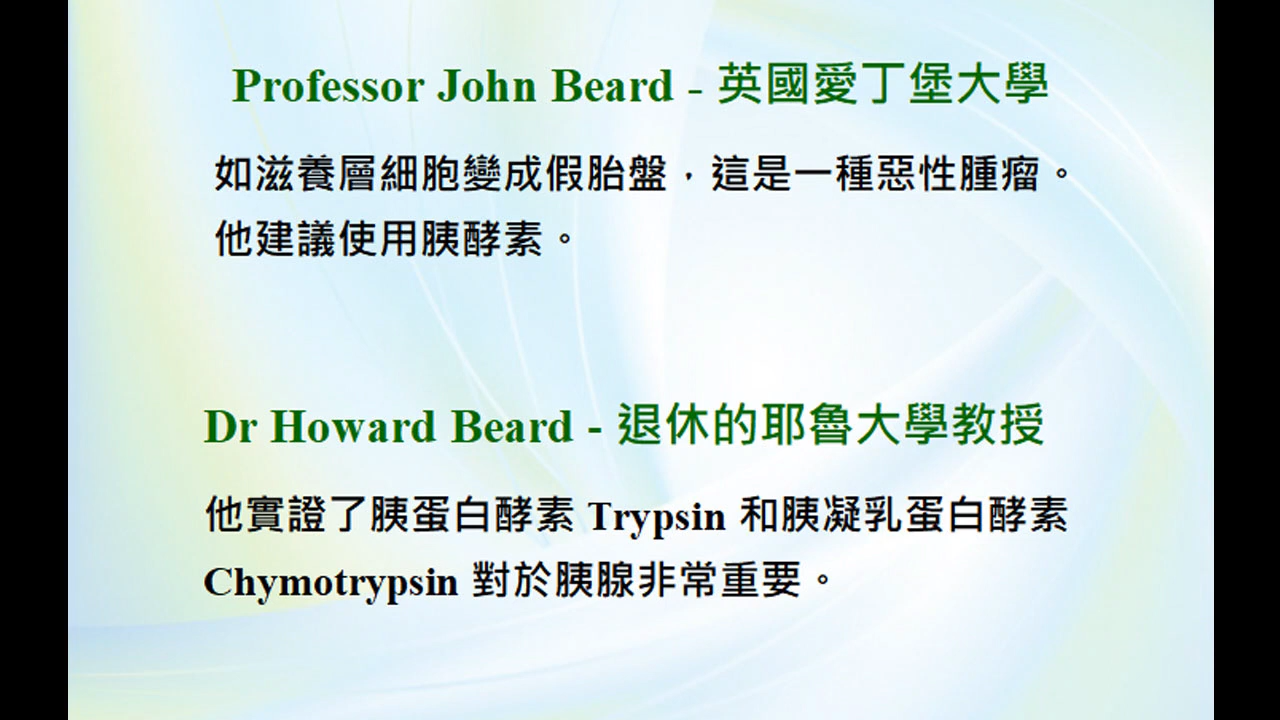 Professor John Beard - 英國愛丁堡大學
如滋養層細胞變成假胎盤，這是一種惡性腫瘤。
他建議使用胰酵素。
Dr Howard Beard - 退休的耶魯大學教授
他實證了胰蛋白酵素 Trypsin 和胰凝乳蛋白酵素
Chymotrypsin 對於胰腺非常重要。